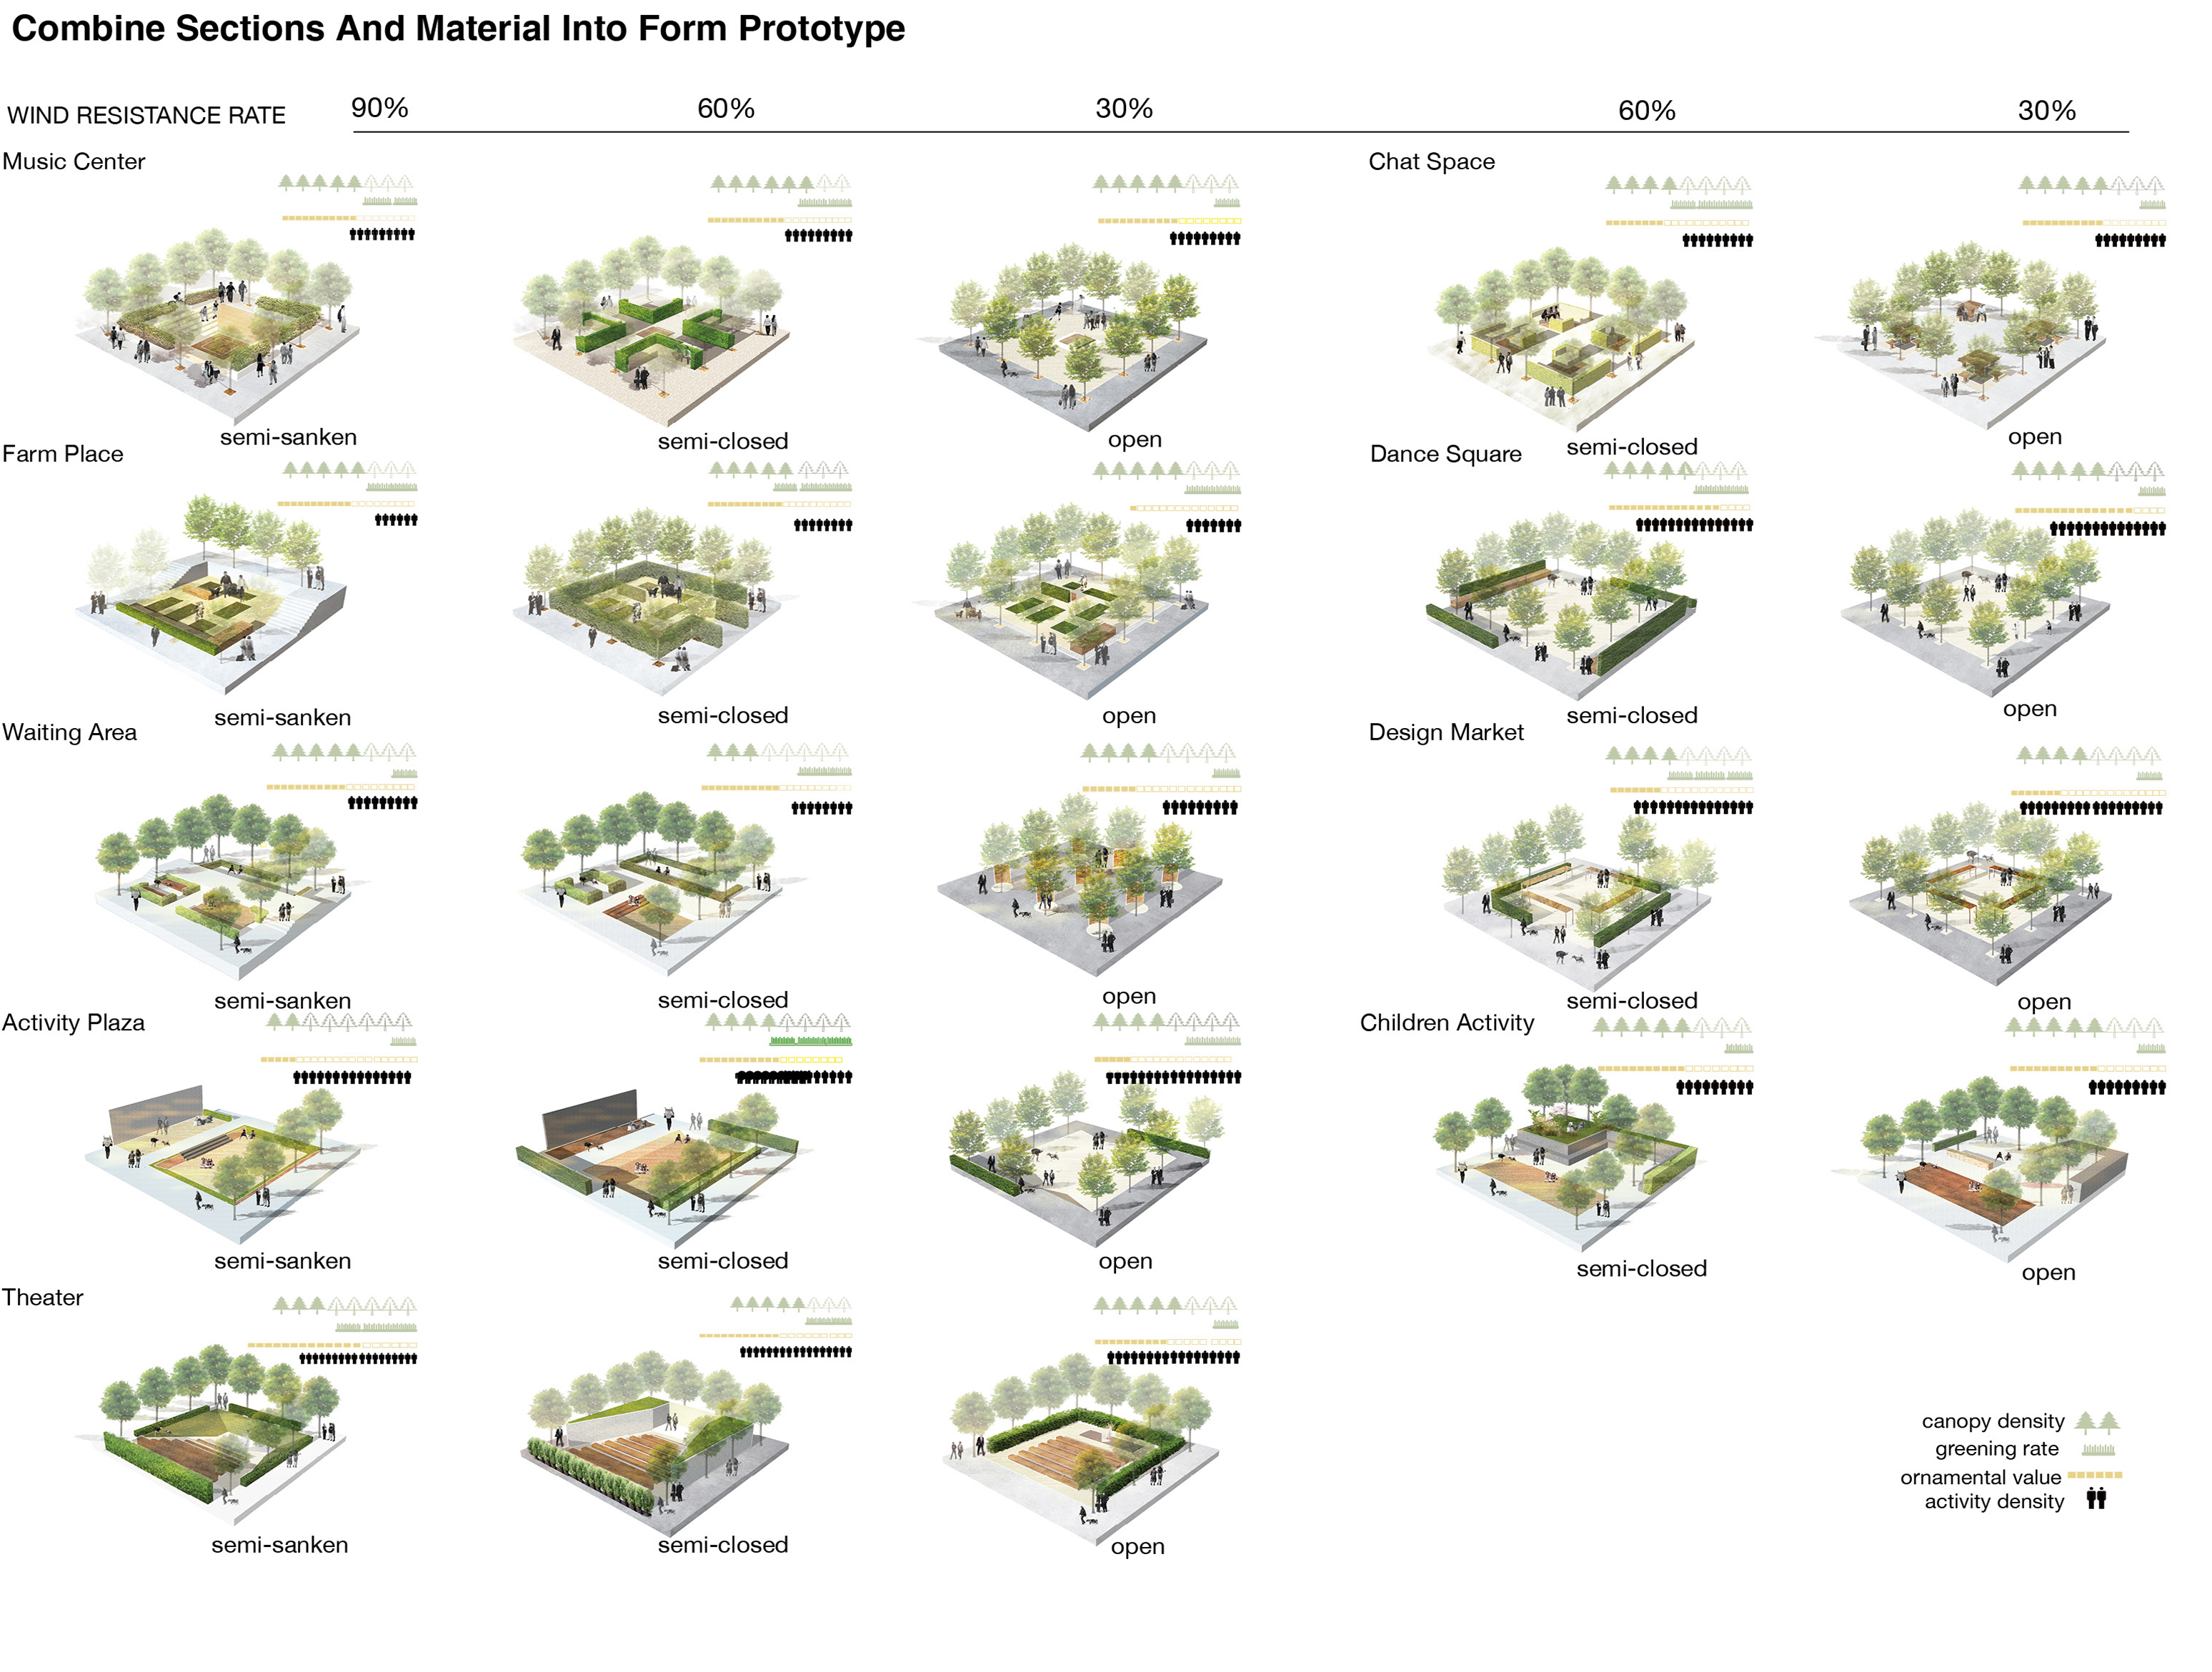 Combine Sections And Material Into Form Prototype
WIND RESISTANCE RATE 90% 60% 30% 60% 30%
Music Center
Chat Space
semi-sanken semi-closed open semi-closed open
Farm Place
Dance Square
semi-sanken semi-closed open semi-closed open
Waiting Area
Design Market
semi-sanken semi-closed open semi-closed open
Activity Plaza
Children Activity
semi-sanken semi-closed open semi-closed open
Theater
canopy density
greening rate
ornamental value
activity density
semi-sanken semi-closed open